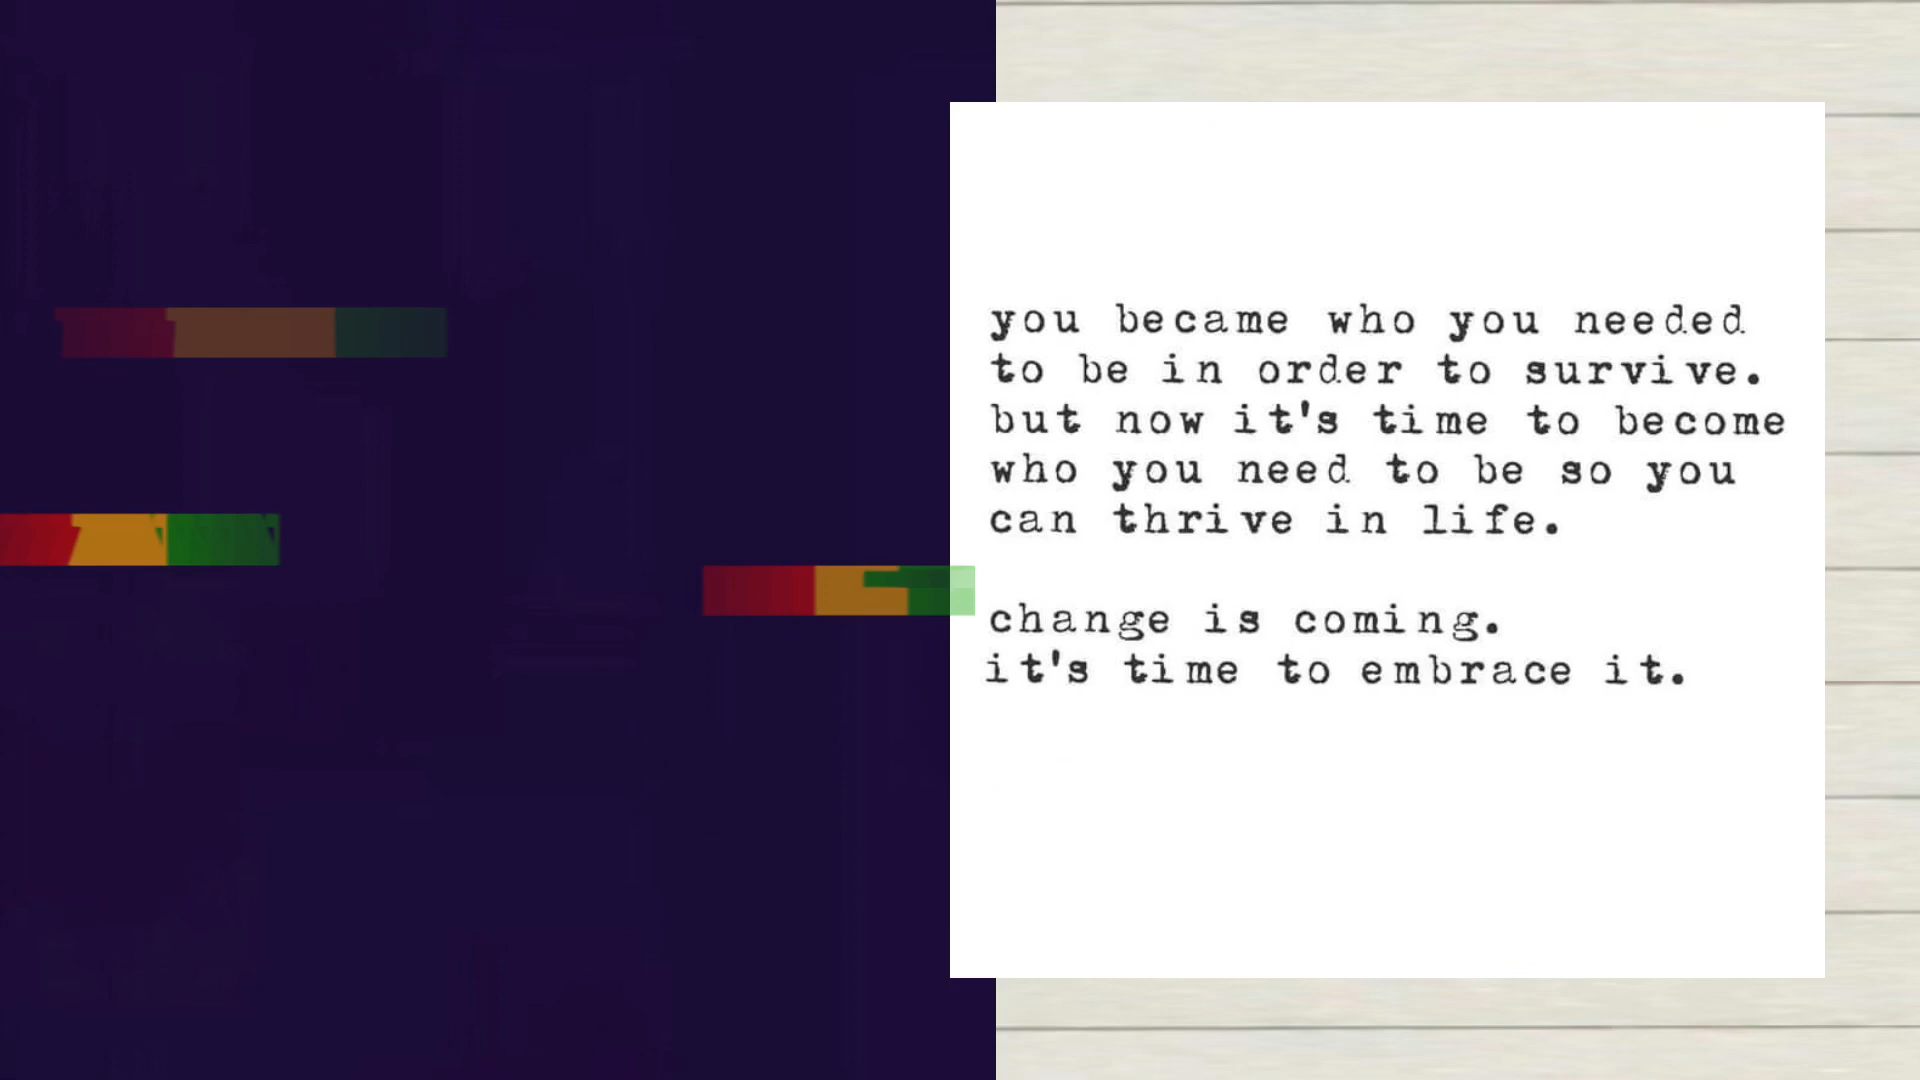 you became who you needed
to be in order to survive.
but now it's time to become
who you need to be so you
can thrive in life.
change is coming.
it's time to embrace it.